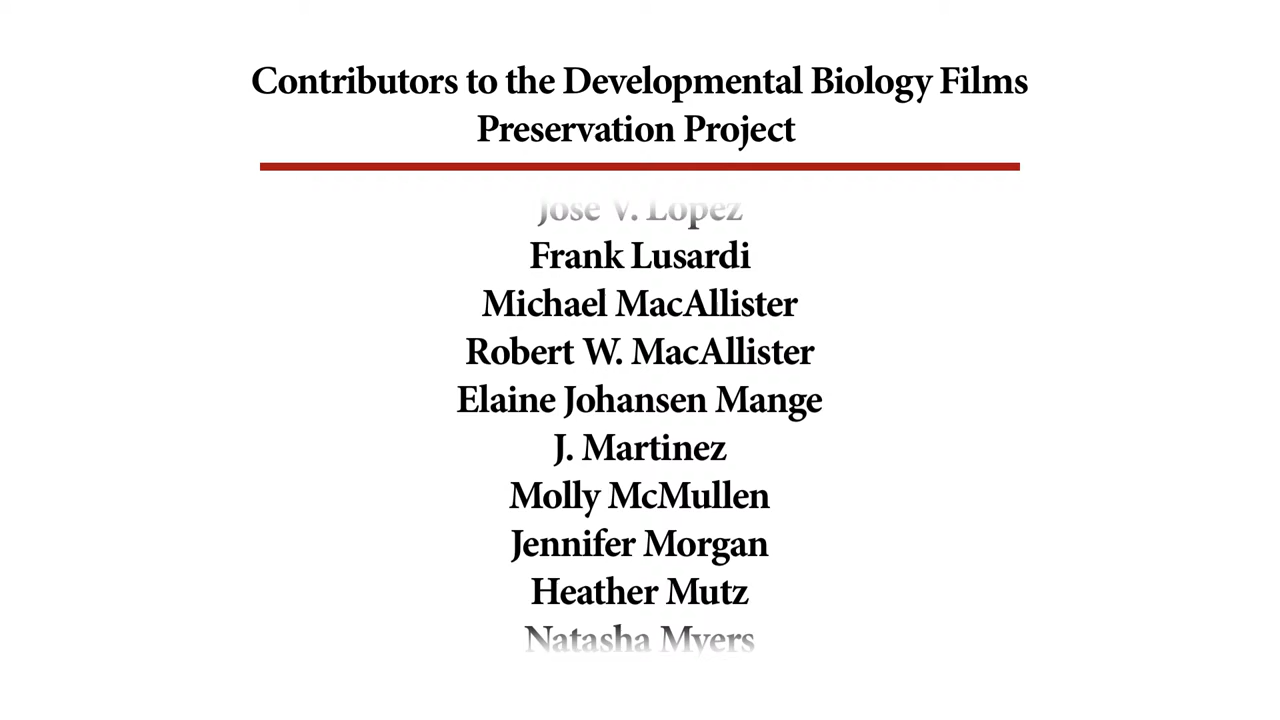 Contributors to the Developmental Biology Films
Preservation Project
Jose V. Lopez
Frank Lusardi
Michael MacAllister
Robert W. MacAllister
Elaine Johansen Mange
J. Martinez
Molly McMullen
Jennifer Morgan
Heather Mutz
Natasha Myers